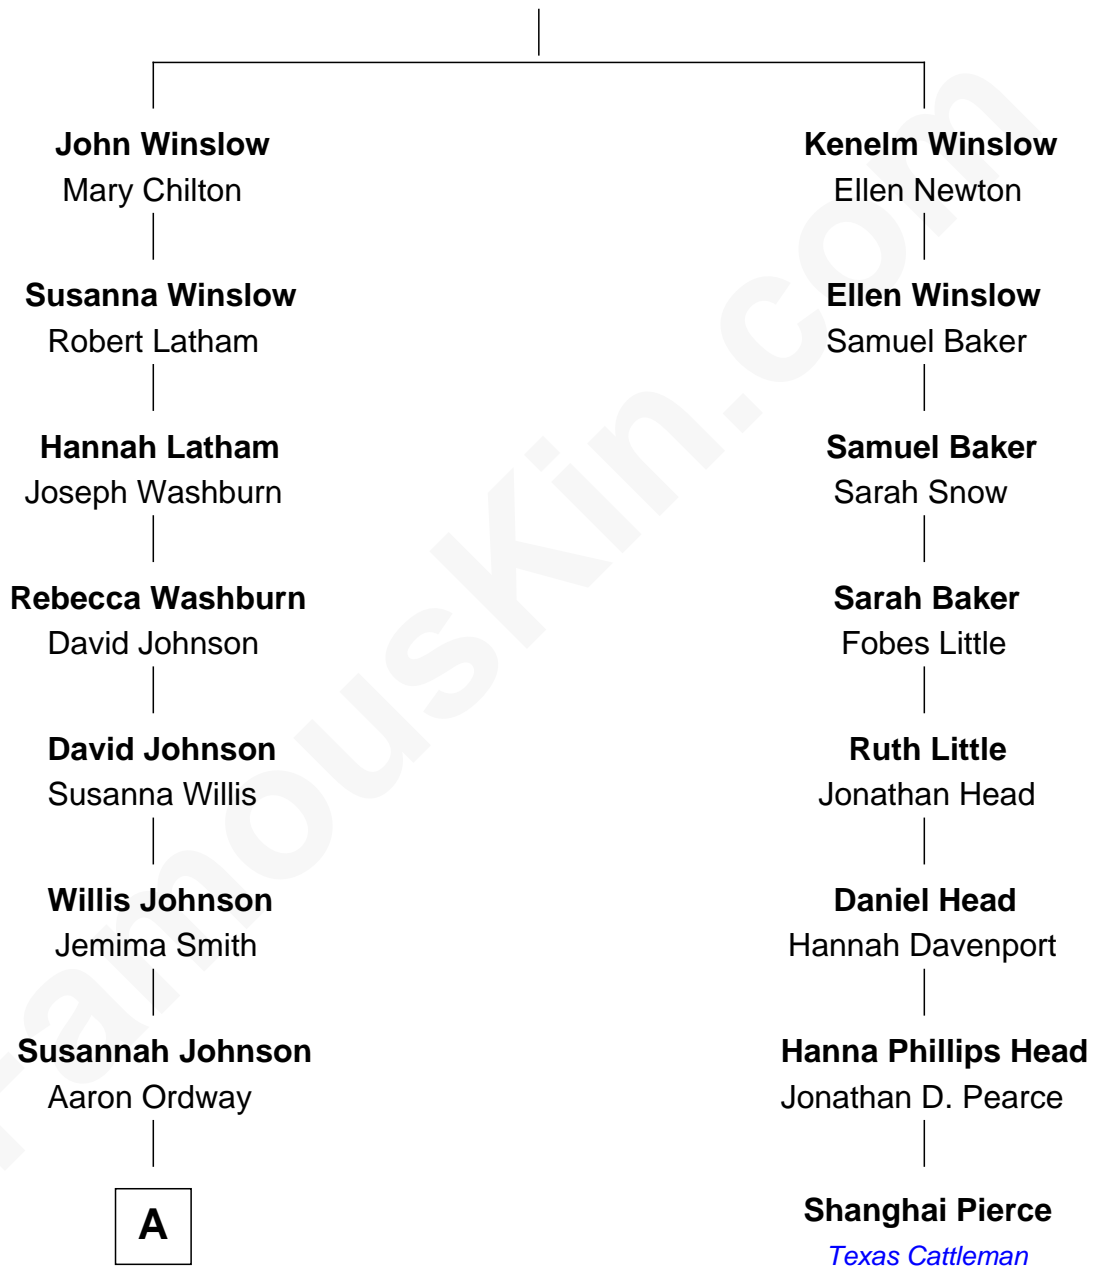 John Winslow
Mary Chilton
Kenelm Winslow
Ellen Newton
Susanna Winslow
Robert Latham
Ellen Winslow
Samuel Baker
Hannah Latham
Joseph Washburn
Samuel Baker
Sarah Snow
Rebecca Washburn
David Johnson
Sarah Baker
Fobes Little
David Johnson
Susanna Willis
Ruth Little
Jonathan Head
Willis Johnson
Jemima Smith
Daniel Head
Hannah Davenport
Susannah Johnson
Aaron Ordway
Hanna Phillips Head
Jonathan D. Pearce
A
Shanghai Pierce
Texas Cattleman
FamousKin.com